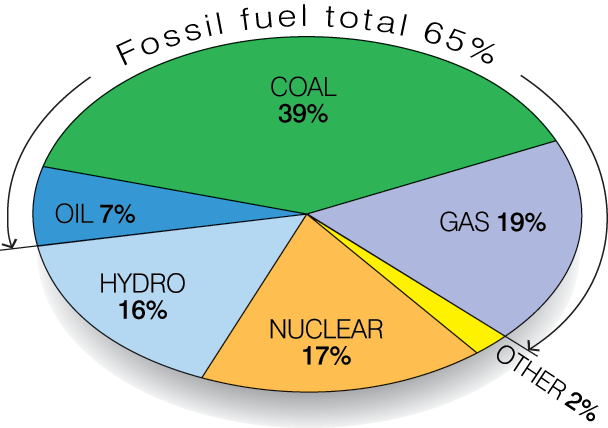 Fossil fuel total 65%
COAL
39%
OIL 7%
GAS 19%
HYDRO
16%
NUCLEAR
17%
OTHER 2%